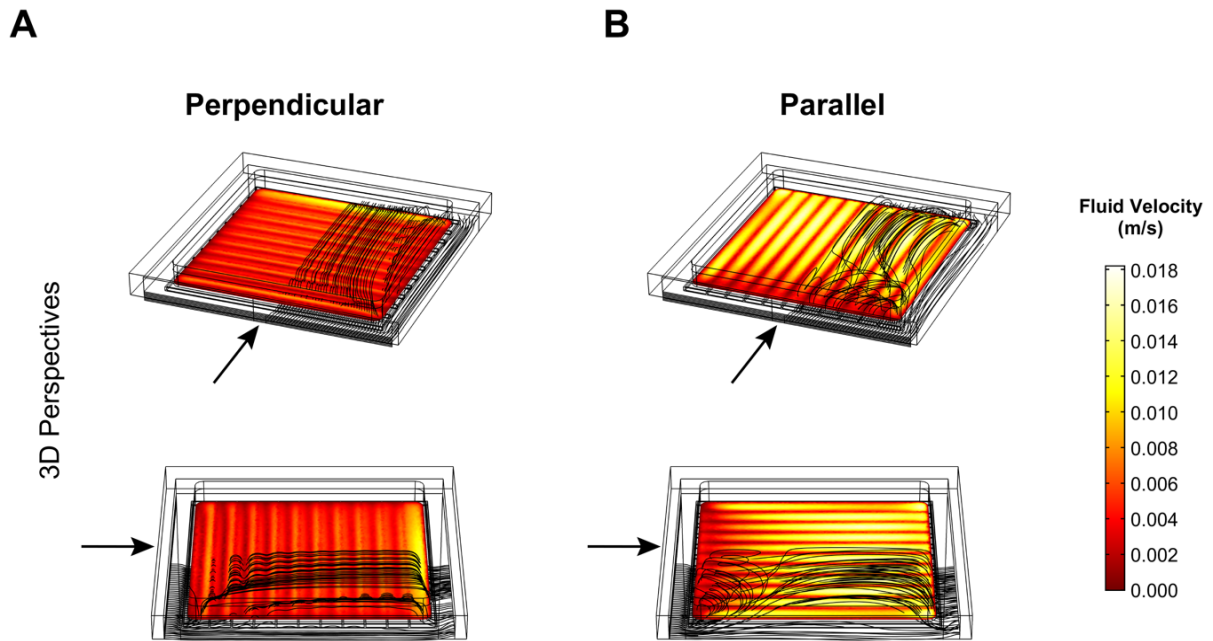 A
B
Perpendicular
Parallel
3D Perspectives
Fluid Velocity
(m/s)
0.018
0.016
0.014
0.012
0.010
0.008
0.006
0.004
0.002
0.000